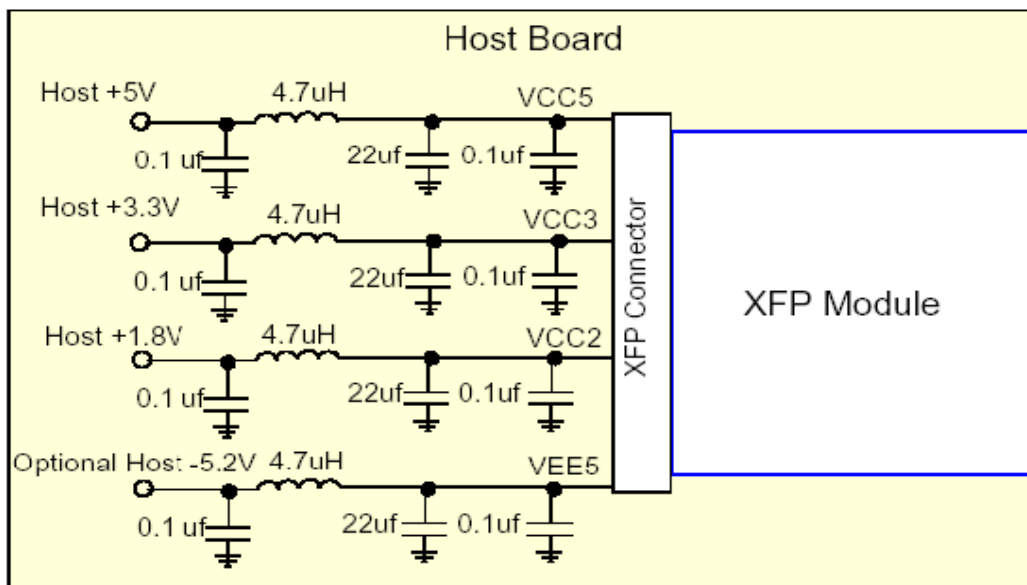 Host Board
Host +5V
4.7uH
VCC5
0.1 uf
22uf
0.1uf
Host +3.3V
4.7uH
VCC3
0.1 uf
22uf
0.1uf
Host +1.8V
4.7uH
VCC2
0.1 uf
22uf
0.1uf
Optional Host -5.2V
4.7uH
VEE5
0.1 uf
22uf
0.1uf
XFP Connector
XFP Module